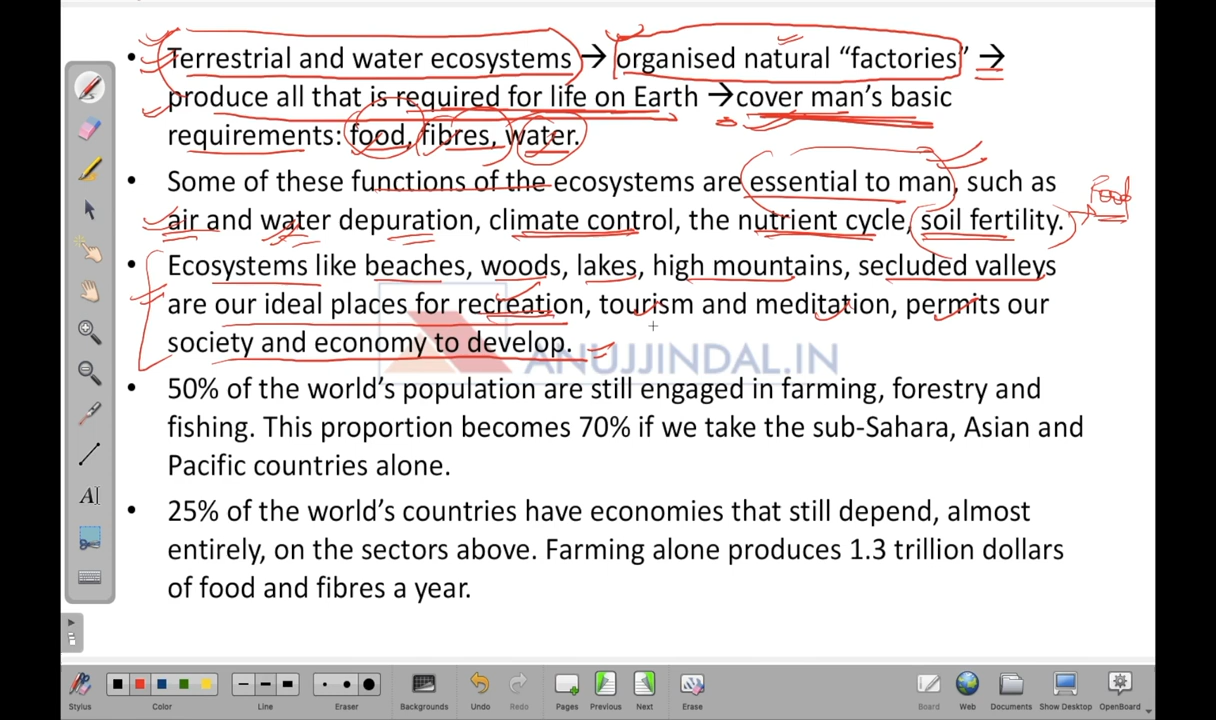 • Terrestrial and water ecosystems → organised natural “factories” →
produce all that is required for life on Earth → cover man’s basic
requirements: food, fibres, water.
• Some of these functions of the ecosystems are essential to man, such as
Food
air and water depuration, climate control, the nutrient cycle, soil fertility.
• Ecosystems like beaches, woods, lakes, high mountains, secluded valleys
are our ideal places for recreation, tourism and meditation, permits our
society and economy to develop.
ANUJJINDAL.IN
• 50% of the world’s population are still engaged in farming, forestry and
fishing. This proportion becomes 70% if we take the sub-Sahara, Asian and
Pacific countries alone.
• 25% of the world’s countries have economies that still depend, almost
entirely, on the sectors above. Farming alone produces 1.3 trillion dollars
of food and fibres a year.
Stylus Color Line Eraser Backgrounds Undo Redo Pages Previous Next Erase Board Web Documents Show Desktop OpenBoard